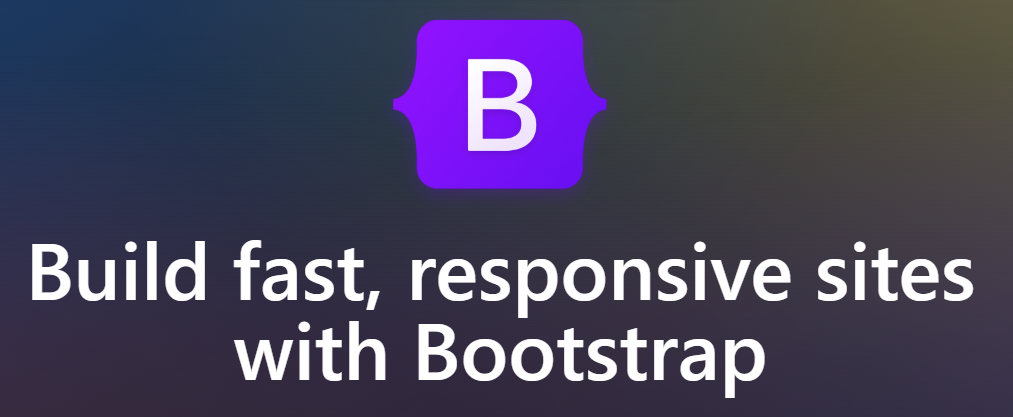 B
Build fast, responsive sites
with Bootstrap